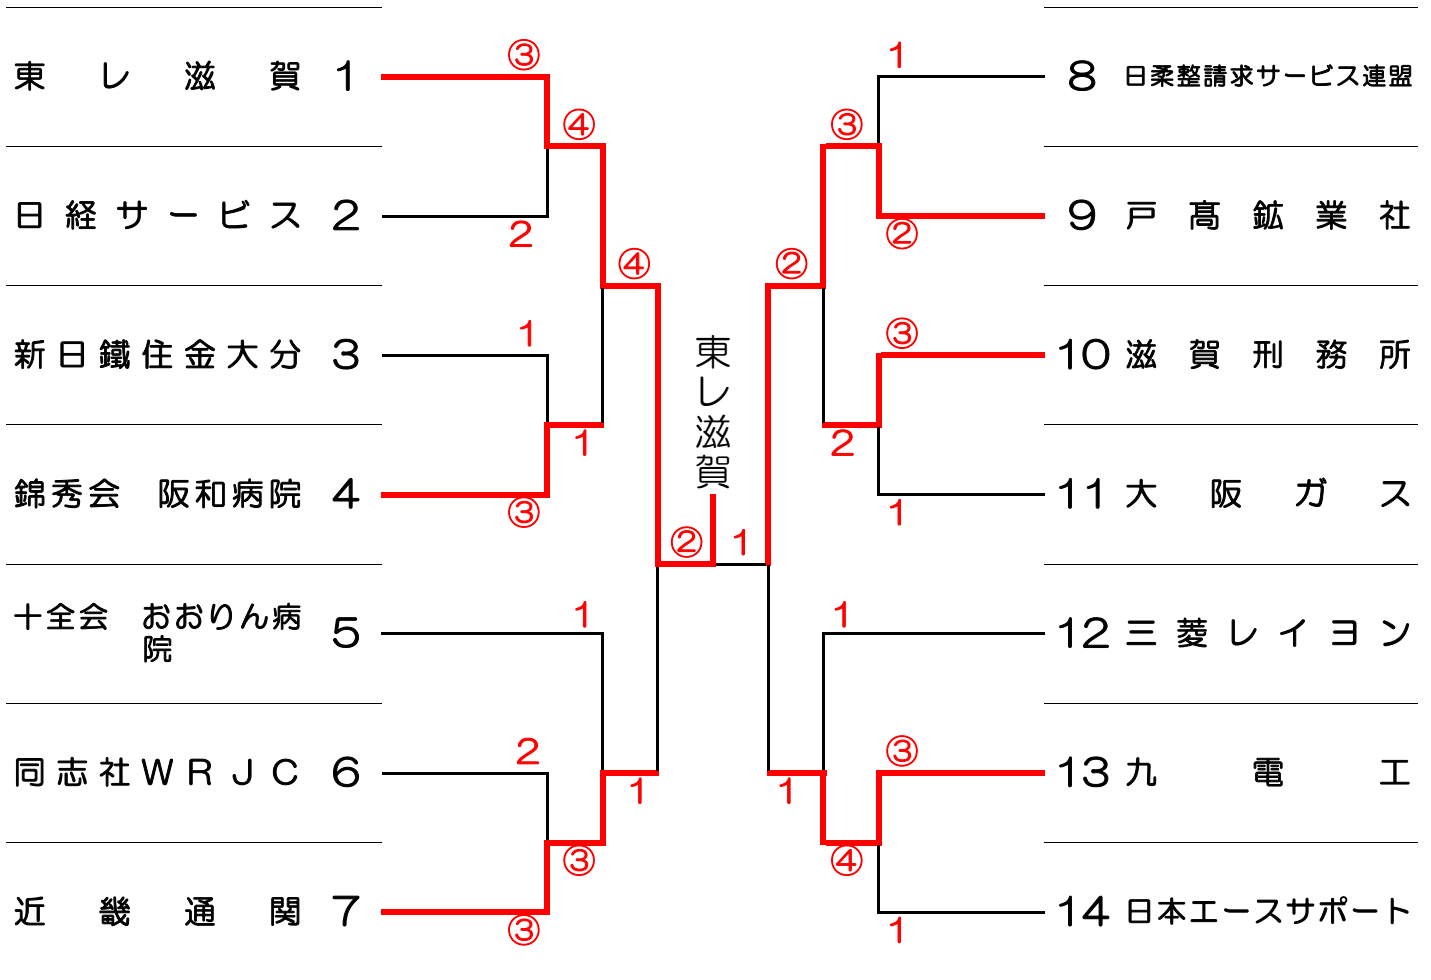 東レ滋賀 1
③
④
日経サービス 2
2
④
新日鐵住金大分 3
1
1
錦秀会 阪和病院 4
③
②
十全会 おおりん病
院
5
1
同志社WRJC 6
2
1
③
近畿通関 7
③
東レ滋賀
1
8 日柔整請求サービス連盟
③
9 戸髙鉱業社
②
②
10 滋賀刑務所
③
2
11 大阪ガス
1
1
12 三菱レイヨン
1
13 九電工
③
1
④
14 日本エースサポート
1